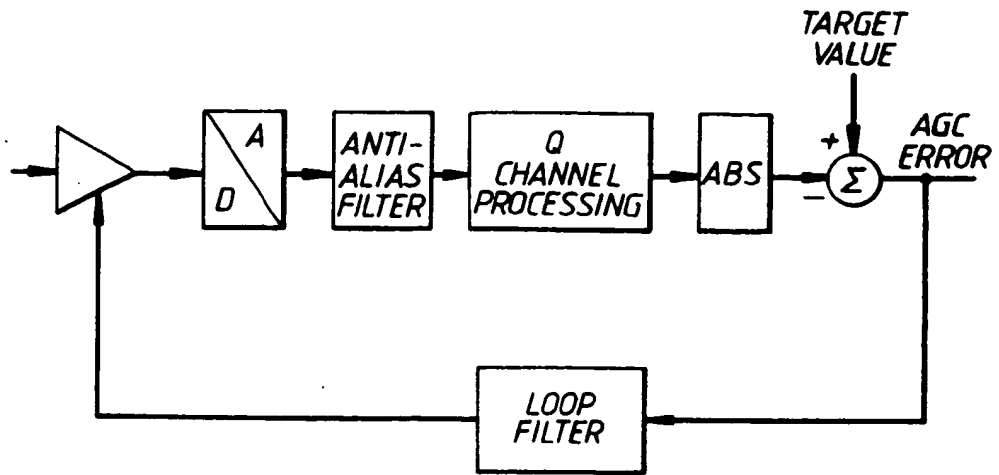 TARGET
VALUE
A
D
ANTI-
ALIAS
FILTER
Q
CHANNEL
PROCESSING
ABS
+
Σ
−
AGC
ERROR
LOOP
FILTER